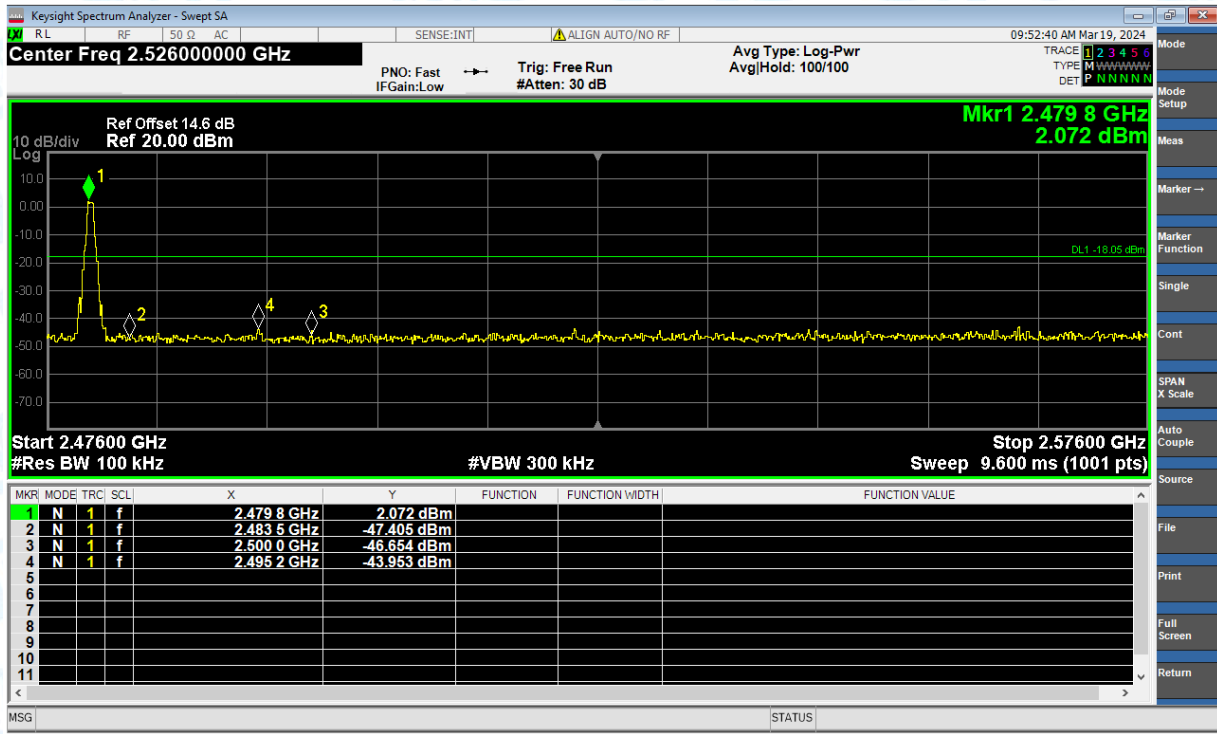 Keysight Spectrum Analyzer - Swept SA
LXI RL RF 50 Ω AC SENSE:INT ALIGN AUTO/NO RF 09:52:40 AM Mar 19, 2024
Center Freq 2.526000000 GHz
PNO: Fast
IFGain:Low
Trig: Free Run
#Atten: 30 dB
Avg Type: Log-Pwr
Avg|Hold: 100/100
TRACE 1 2 3 4 5 6
TYPE M WWWWW
DET P N N N N N
Ref Offset 14.6 dB
10 dB/div Ref 20.00 dBm
Log
Mkr1 2.479 8 GHz
2.072 dBm
10.0
0.00
-10.0
-20.0
-30.0
-40.0
-50.0
-60.0
-70.0
1
2
4
3
DL1 -18.05 dBm
Start 2.47600 GHz Stop 2.57600 GHz
#Res BW 100 kHz #VBW 300 kHz Sweep 9.600 ms (1001 pts)
MKR MODE TRC SCL X Y FUNCTION FUNCTION WIDTH FUNCTION VALUE
1 N 1 f 2.479 8 GHz 2.072 dBm
2 N 1 f 2.483 5 GHz -47.405 dBm
3 N 1 f 2.500 0 GHz -46.654 dBm
4 N 1 f 2.495 2 GHz -43.953 dBm
5
6
7
8
9
10
11
MSG STATUS
Mode
Mode
Setup
Meas
Marker →
Marker
Function
Single
Cont
SPAN
X Scale
Auto
Couple
Source
File
Print
Full
Screen
Return